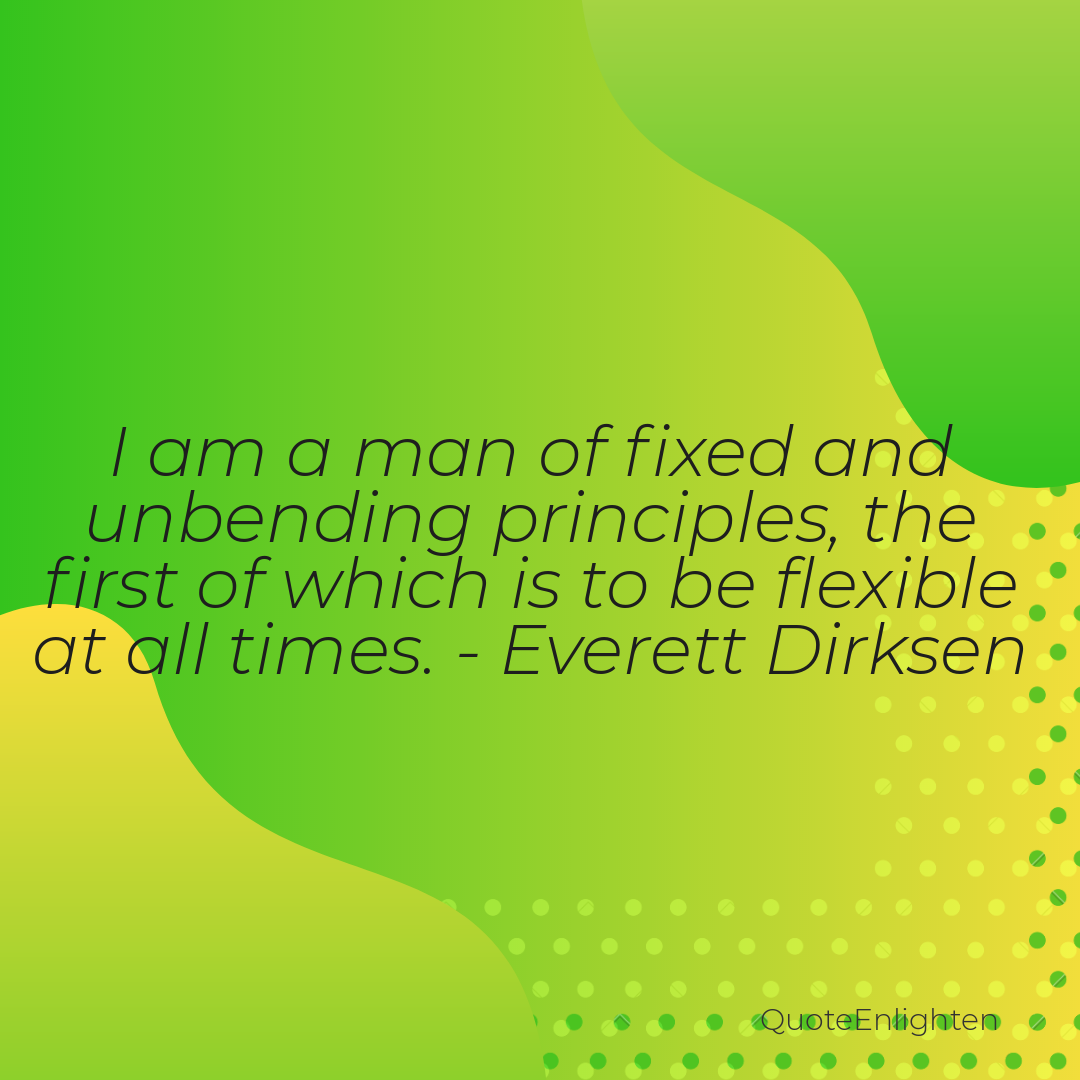 I am a man of fixed and
unbending principles, the
first of which is to be flexible
at all times. - Everett Dirksen
QuoteEnlighten